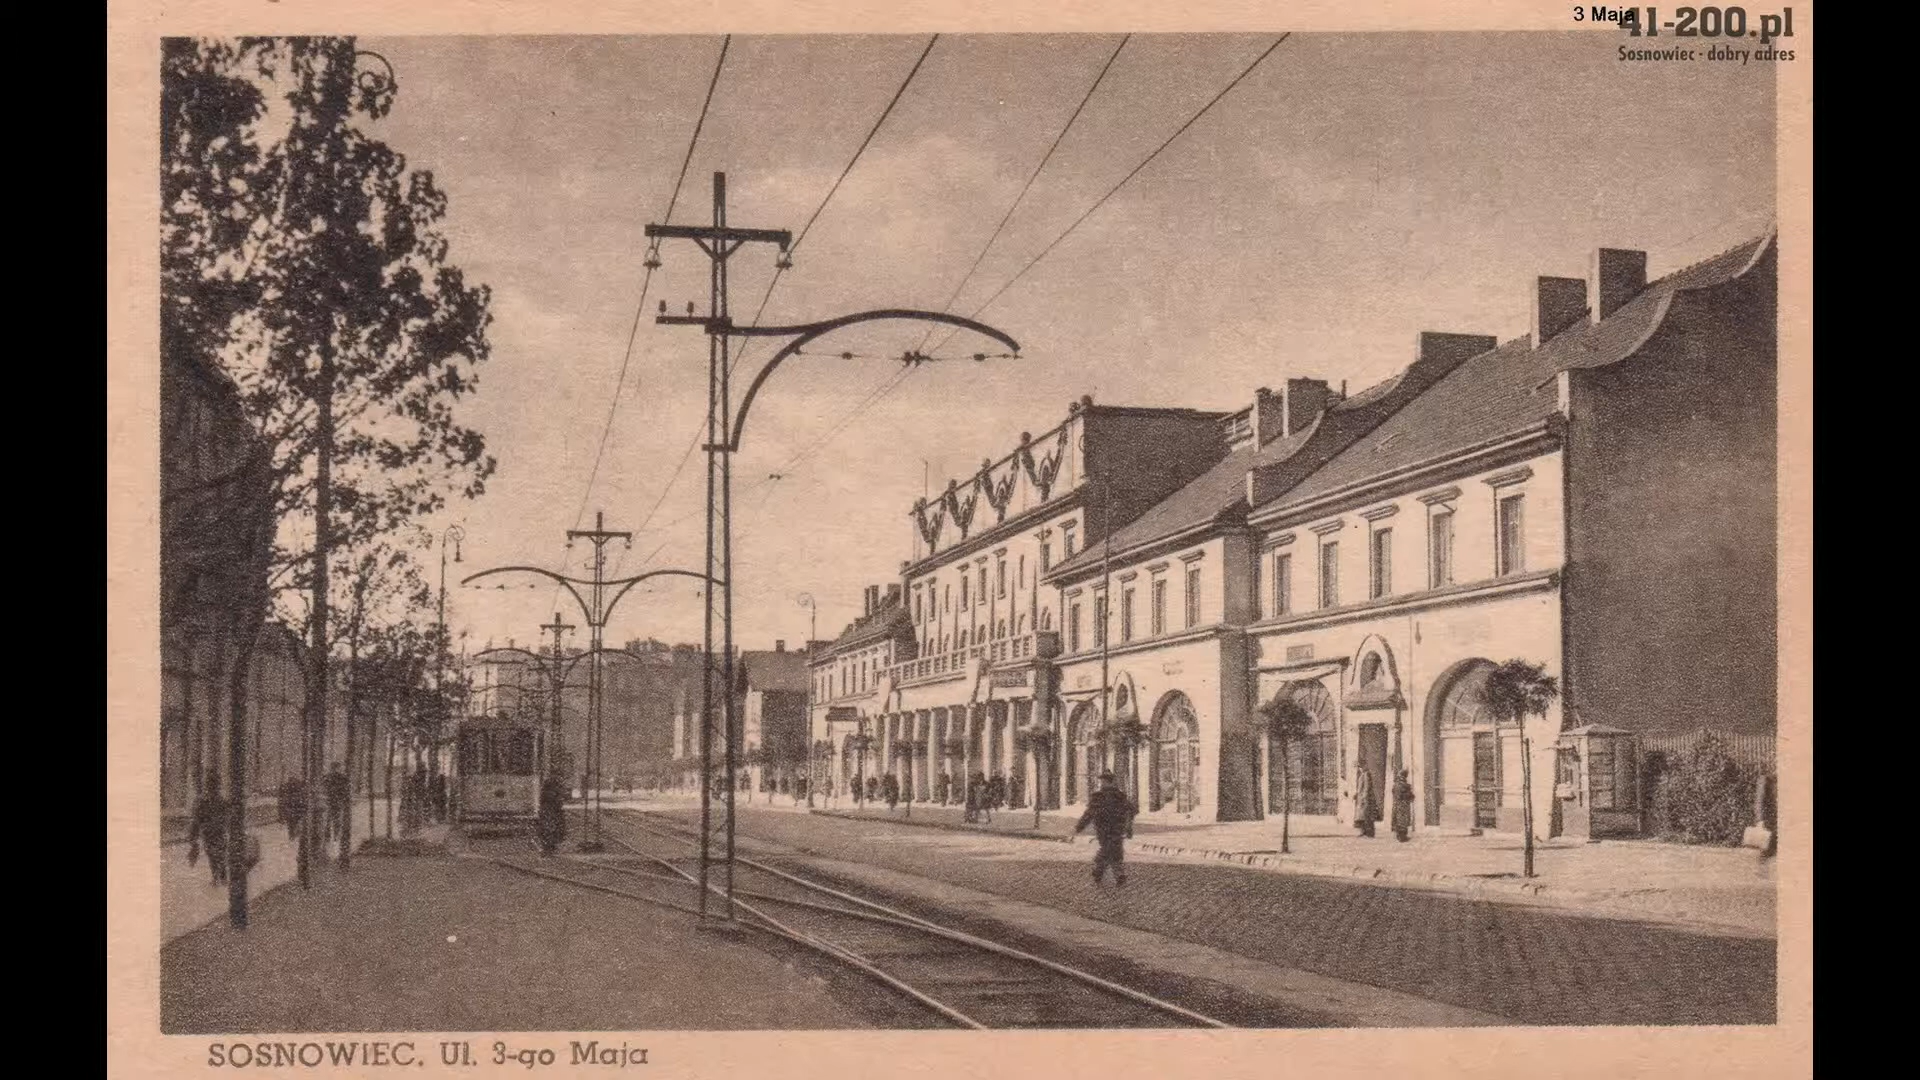 3 Maja
41-200.pl
Sosnowiec - dobry adres
SOSNOWIEC. Ul. 3-go Maja